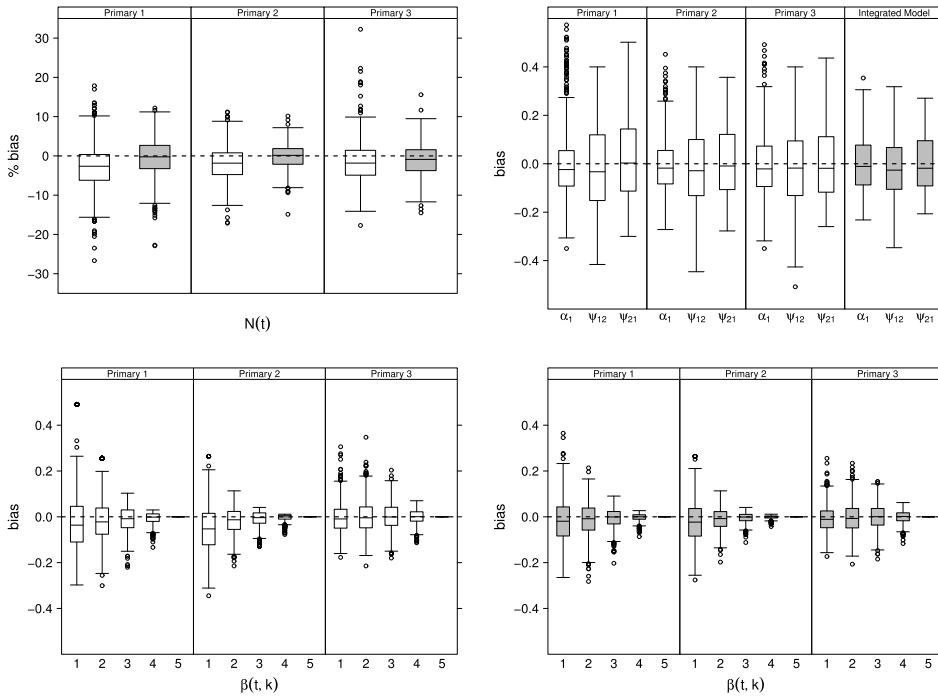 Primary 1 Primary 2 Primary 3
30
20
10
0
−10
−20
−30
% bias
N(t)
Primary 1 Primary 2 Primary 3 Integrated Model
0.4
0.2
0.0
−0.2
−0.4
bias
α1 ψ12 ψ21 α1 ψ12 ψ21 α1 ψ12 ψ21 α1 ψ12 ψ21
Primary 1 Primary 2 Primary 3
0.4
0.2
0.0
−0.2
−0.4
bias
1 2 3 4 5 1 2 3 4 5 1 2 3 4 5
β(t, k)
Primary 1 Primary 2 Primary 3
0.4
0.2
0.0
−0.2
−0.4
bias
1 2 3 4 5 1 2 3 4 5 1 2 3 4 5
β(t, k)